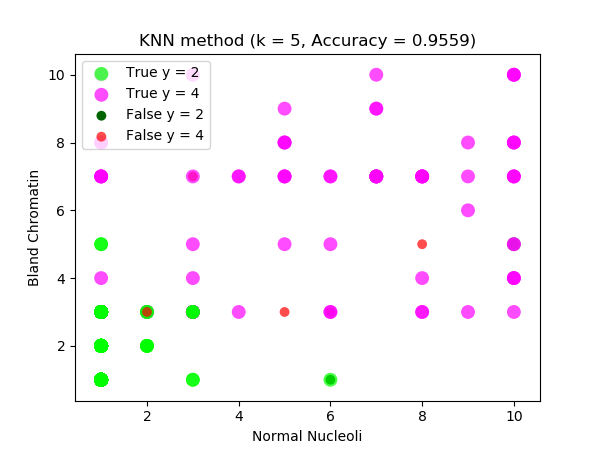 KNN method (k = 5, Accuracy = 0.9559)
True y = 2
True y = 4
False y = 2
False y = 4
Bland Chromatin
10
8
6
4
2
2 4 6 8 10
Normal Nucleoli